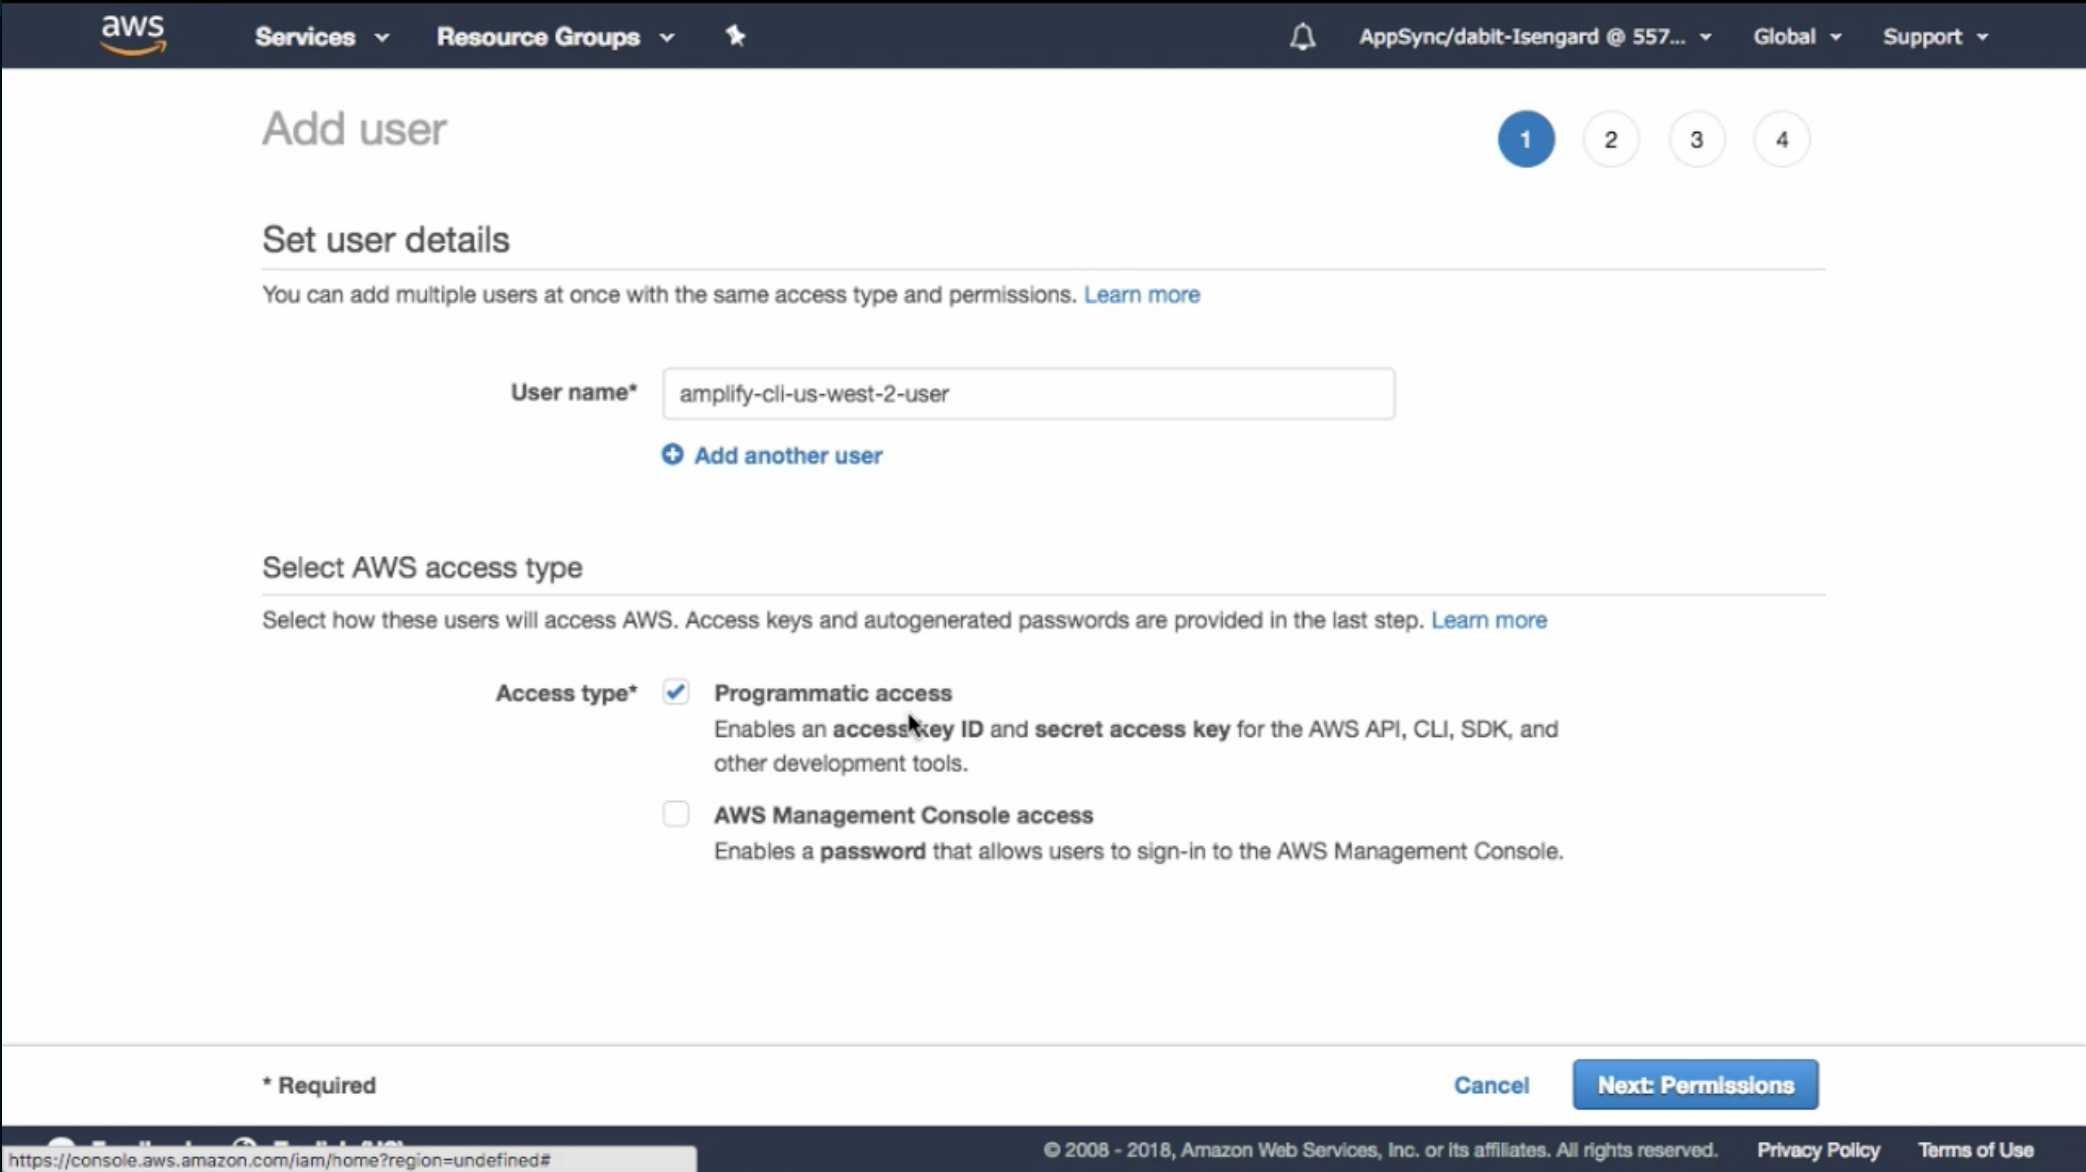 aws Services Resource Groups AppSync/dabit-Isengard @ 557... Global Support
Add user
1 2 3 4
Set user details
You can add multiple users at once with the same access type and permissions. Learn more
User name* amplify-cli-us-west-2-user
Add another user
Select AWS access type
Select how these users will access AWS. Access keys and autogenerated passwords are provided in the last step. Learn more
Access type* Programmatic access
Enables an access key ID and secret access key for the AWS API, CLI, SDK, and
other development tools.
AWS Management Console access
Enables a password that allows users to sign-in to the AWS Management Console.
* Required Cancel Next: Permissions
© 2008 - 2018, Amazon Web Services, Inc. or its affiliates. All rights reserved. Privacy Policy Terms of Use
https://console.aws.amazon.com/iam/home?region=undefined#